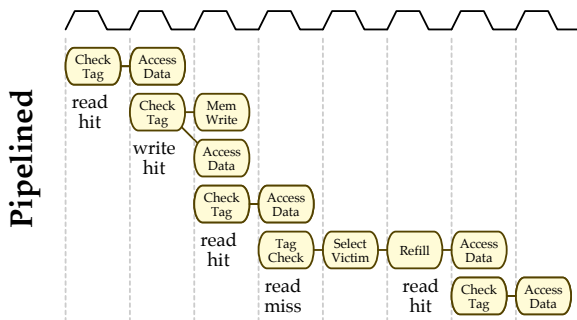 Pipelined
Check
Tag
Access
Data
read
hit
Check
Tag
Mem
Write
write
hit
Access
Data
Check
Tag
Access
Data
read
hit
Tag
Check
Select
Victim
Refill
Access
Data
read
miss
read
hit
Check
Tag
Access
Data